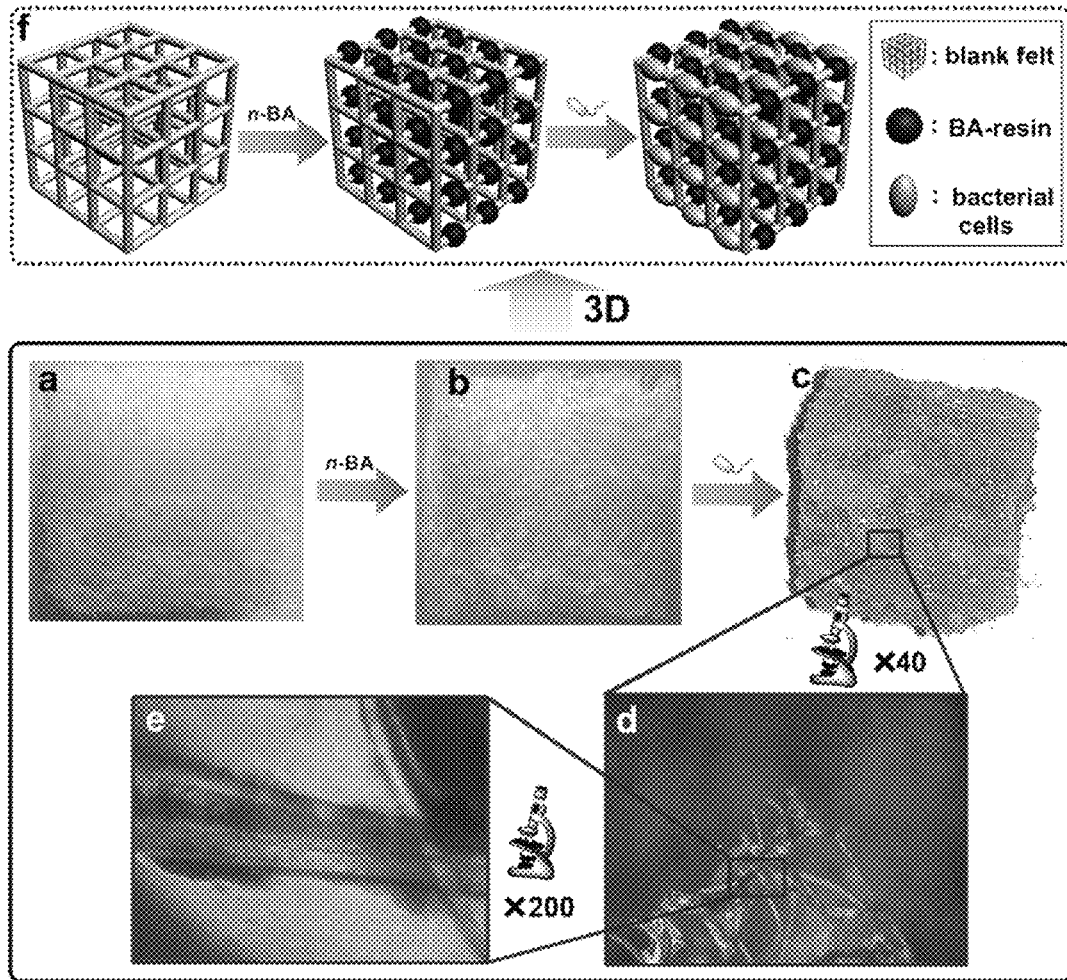 f
n-BA
: blank felt
: BA-resin
: bacterial
cells
3D
a
n-BA
b
c
×40
e
×200
d